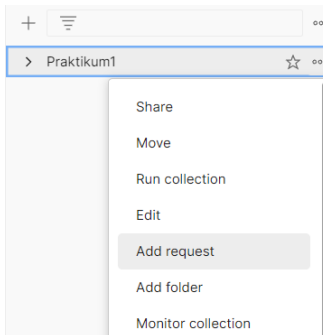 Praktikum1
Share
Move
Run collection
Edit
Add request
Add folder
Monitor collection